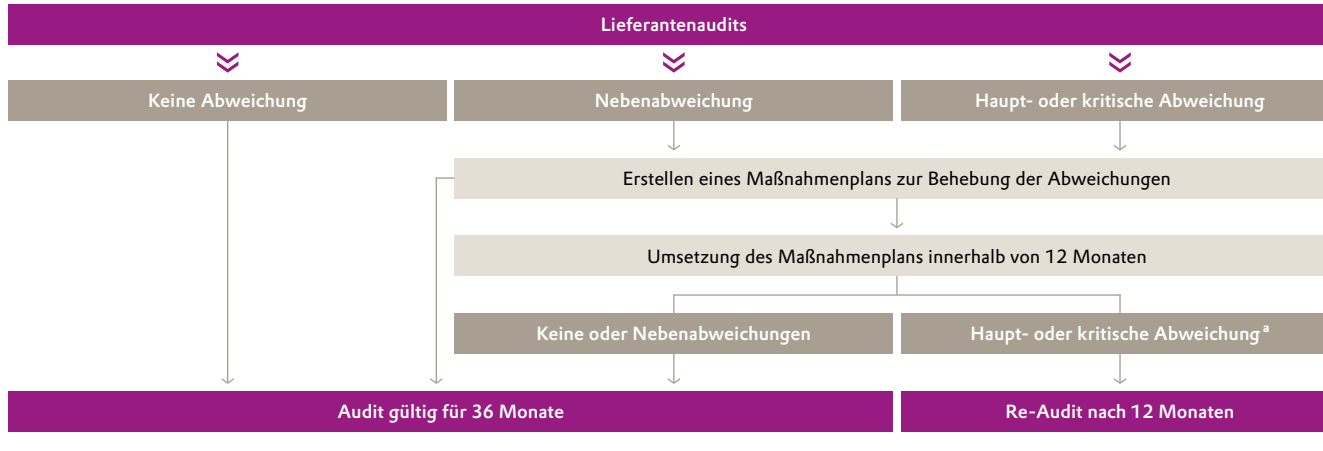 Lieferantenaudits
Keine Abweichung
Nebenabweichung
Haupt- oder kritische Abweichung
Erstellen eines Maßnahmenplans zur Behebung der Abweichungen
Umsetzung des Maßnahmenplans innerhalb von 12 Monaten
Keine oder Nebenabweichungen
Haupt- oder kritische Abweichung a
Audit gültig für 36 Monate
Re-Audit nach 12 Monaten